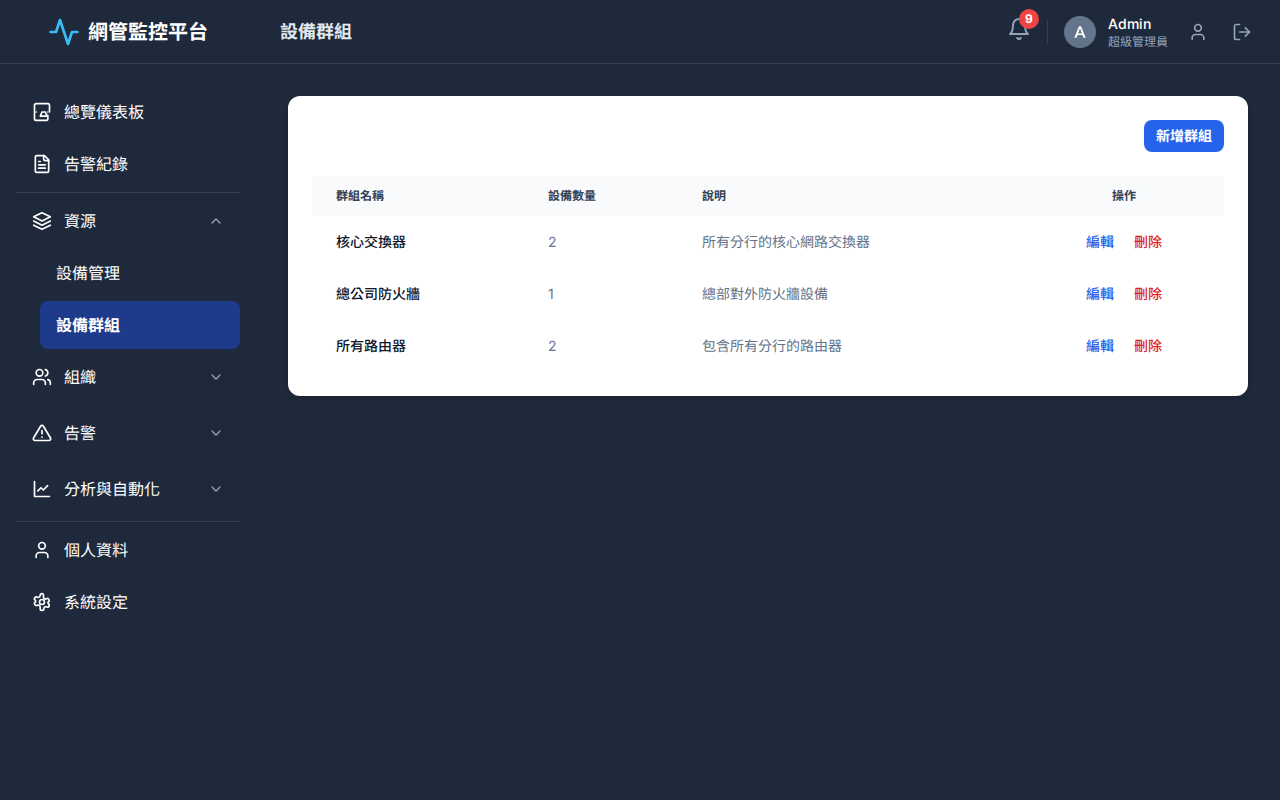 網管監控平台
設備群組
9
A
Admin
超級管理員
總覽儀表板
告警紀錄
資源
設備管理
設備群組
組織
告警
分析與自動化
個人資料
系統設定
新增群組
群組名稱 設備數量 說明 操作
核心交換器 2 所有分行的核心網路交換器 編輯 刪除
總公司防火牆 1 總部對外防火牆設備 編輯 刪除
所有路由器 2 包含所有分行的路由器 編輯 刪除